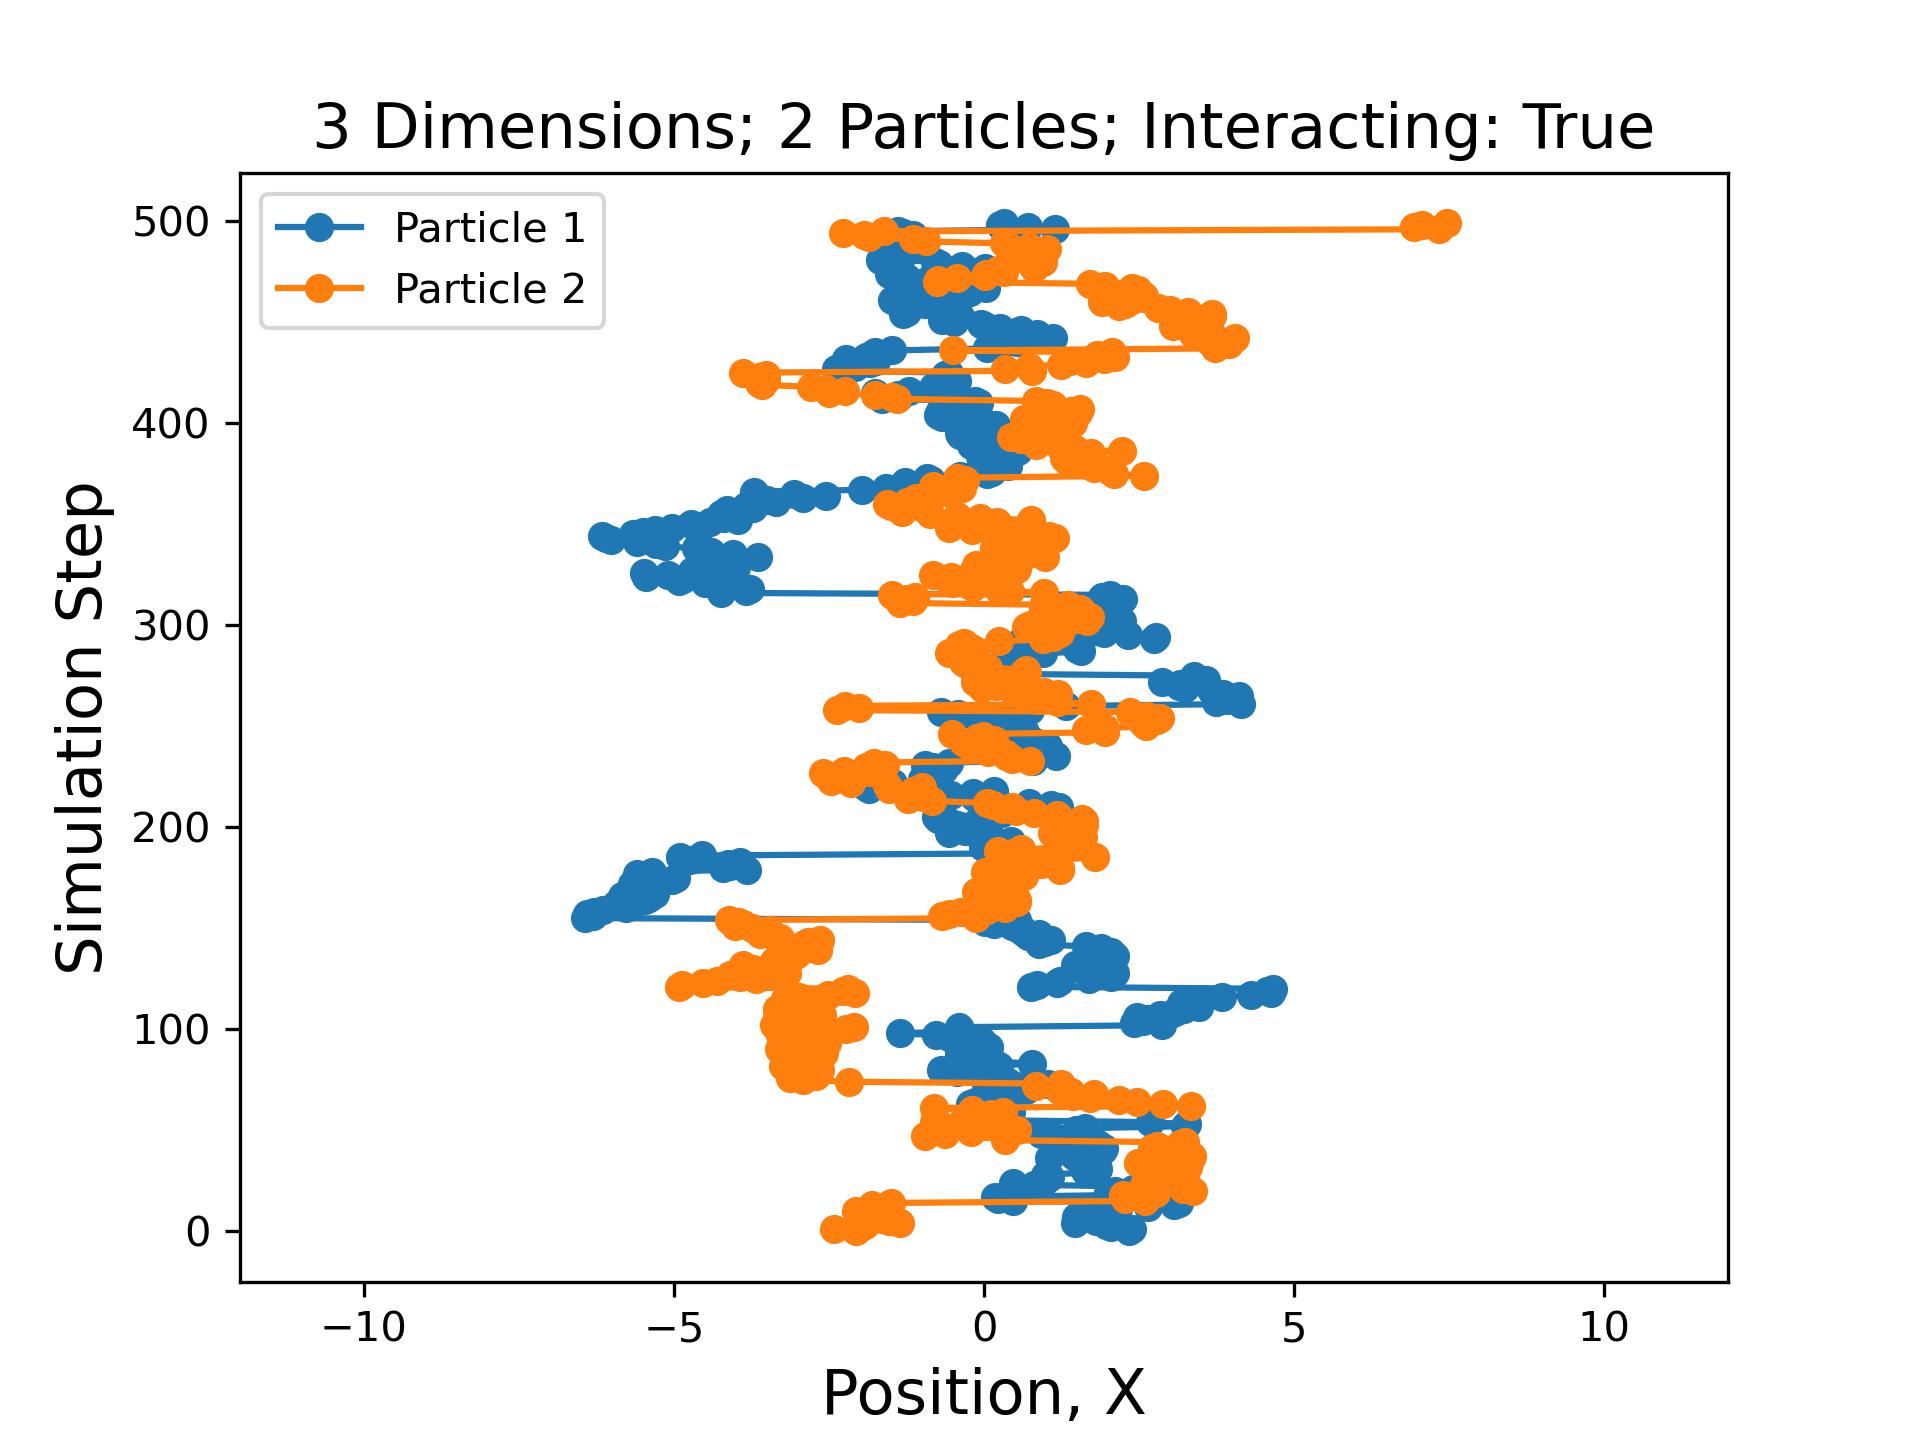 3 Dimensions; 2 Particles; Interacting: True
Particle 1
Particle 2
Simulation Step
500
400
300
200
100
0
−10
−5
0
5
10
Position, X